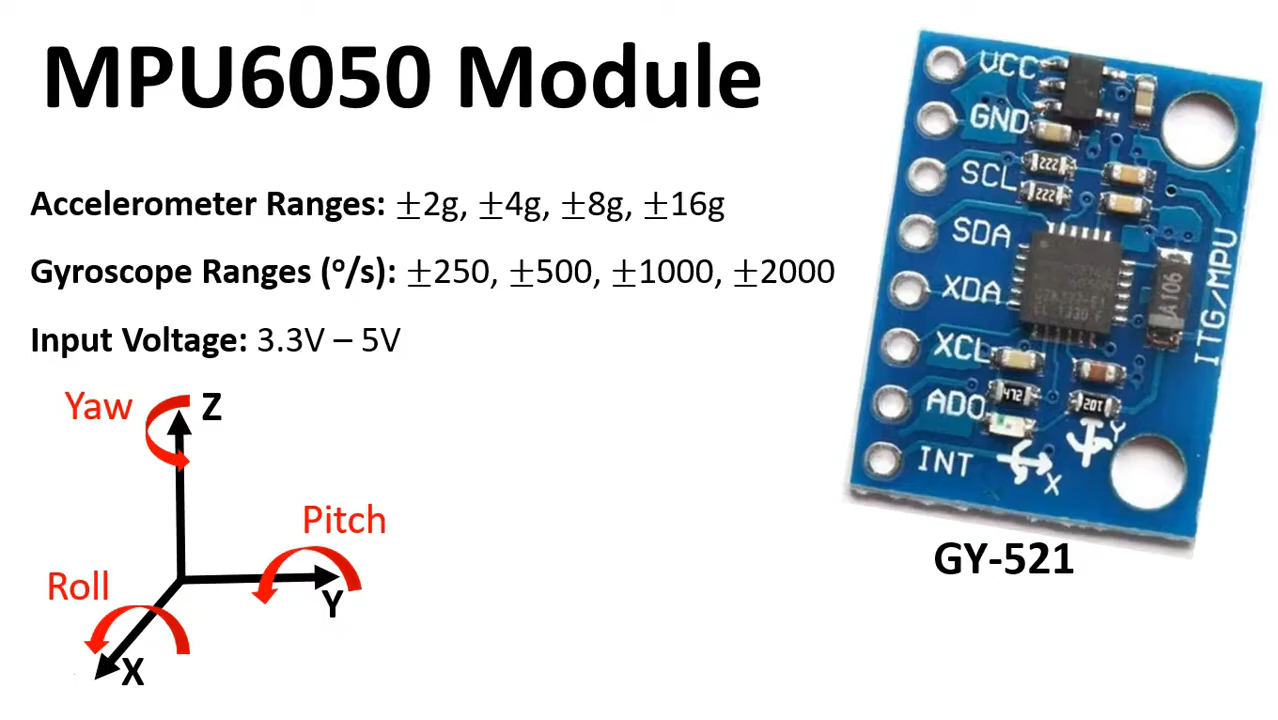 MPU6050 Module
Accelerometer Ranges: ±2g, ±4g, ±8g, ±16g
Gyroscope Ranges (º/s): ±250, ±500, ±1000, ±2000
Input Voltage: 3.3V – 5V
Yaw
Z
Pitch
Roll
Y
X
VCC
GND
SCL
222
222
SDA
XDA
A106
ITG/MPU
XCL
472
ADO
201
Y
INT
X
GY-521